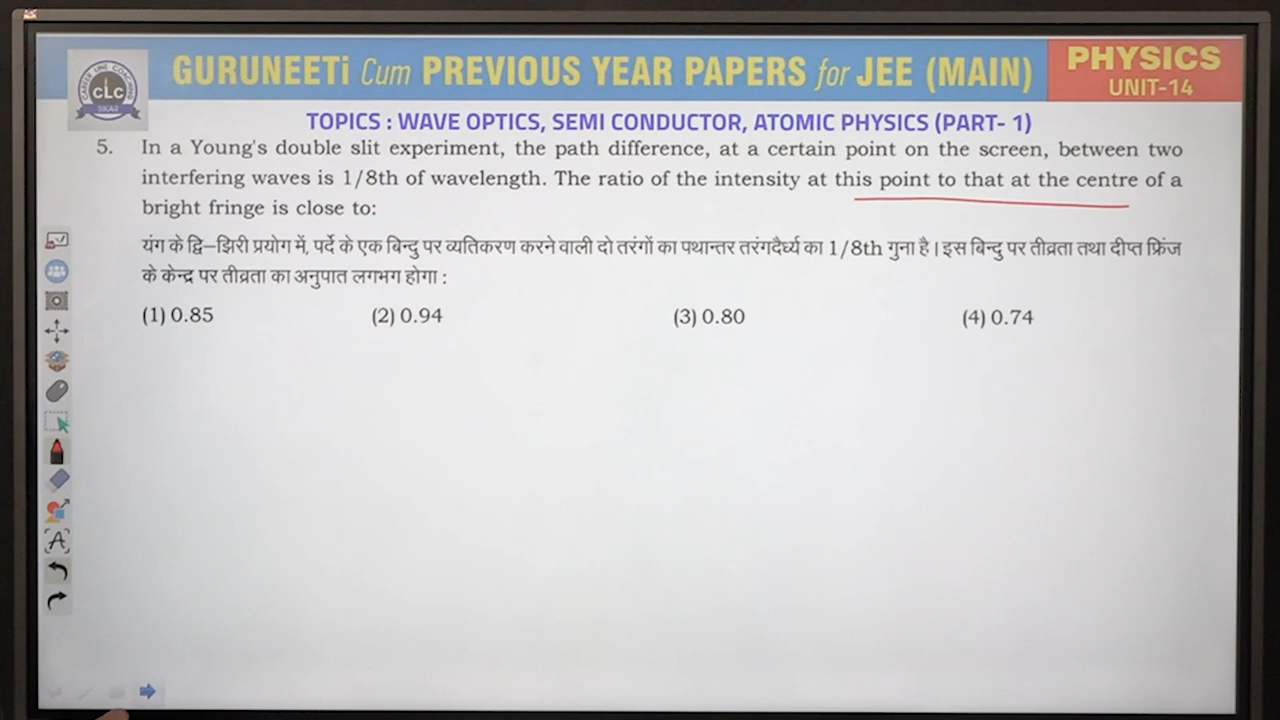 GURUNEETi Cum PREVIOUS YEAR PAPERS for JEE (MAIN)
PHYSICS
UNIT-14
CLC
SIKAR
TOPICS : WAVE OPTICS, SEMI CONDUCTOR, ATOMIC PHYSICS (PART- 1)
5. In a Young's double slit experiment, the path difference, at a certain point on the screen, between two
interfering waves is 1/8th of wavelength. The ratio of the intensity at this point to that at the centre of a
bright fringe is close to:
यंग के द्वि–झिरी प्रयोग में, पर्दे के एक बिन्दु पर व्यतिकरण करने वाली दो तरंगों का पथान्तर तरंगदैर्घ्य का 1/8th गुना है। इस बिन्दु पर तीव्रता तथा दीप्त फ्रिंज
के केन्द्र पर तीव्रता का अनुपात लगभग होगा :
(1) 0.85 (2) 0.94 (3) 0.80 (4) 0.74
A